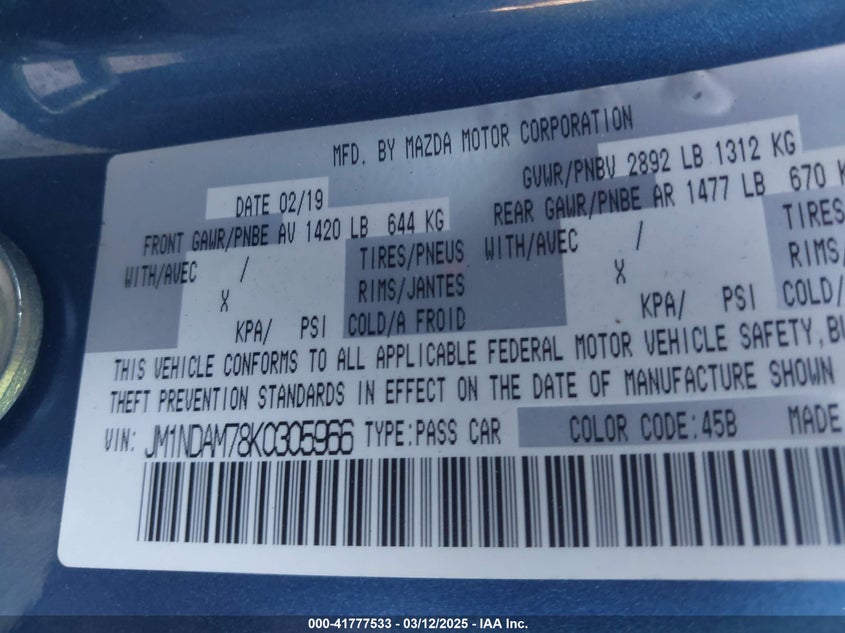 MFD. BY MAZDA MOTOR CORPORATION
DATE 02/19 GVWR/PNBV 2892 LB 1312 KG
FRONT GAWR/PNBE AV 1420 LB 644 KG REAR GAWR/PNBE AR 1477 LB 670 K
WITH/AVEC / TIRES/PNEUS WITH/AVEC / TIRES
X RIMS/JANTES X RIMS/
KPA/ PSI COLD/A FROID KPA/ PSI COLD/
THIS VEHICLE CONFORMS TO ALL APPLICABLE FEDERAL MOTOR VEHICLE SAFETY, BU
THEFT PREVENTION STANDARDS IN EFFECT ON THE DATE OF MANUFACTURE SHOWN
VIN: JM1NDAM78K0305966 TYPE:PASS CAR COLOR CODE:45B MADE
000-41777533 - 03/12/2025 - IAA Inc.